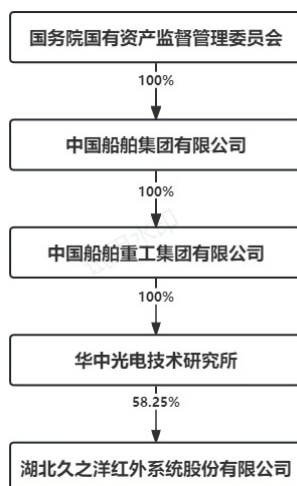 国务院国有资产监督管理委员会
100%
中国船舶集团有限公司
100%
中国船舶重工集团有限公司
100%
华中光电技术研究所
58.25%
湖北久之洋红外系统股份有限公司